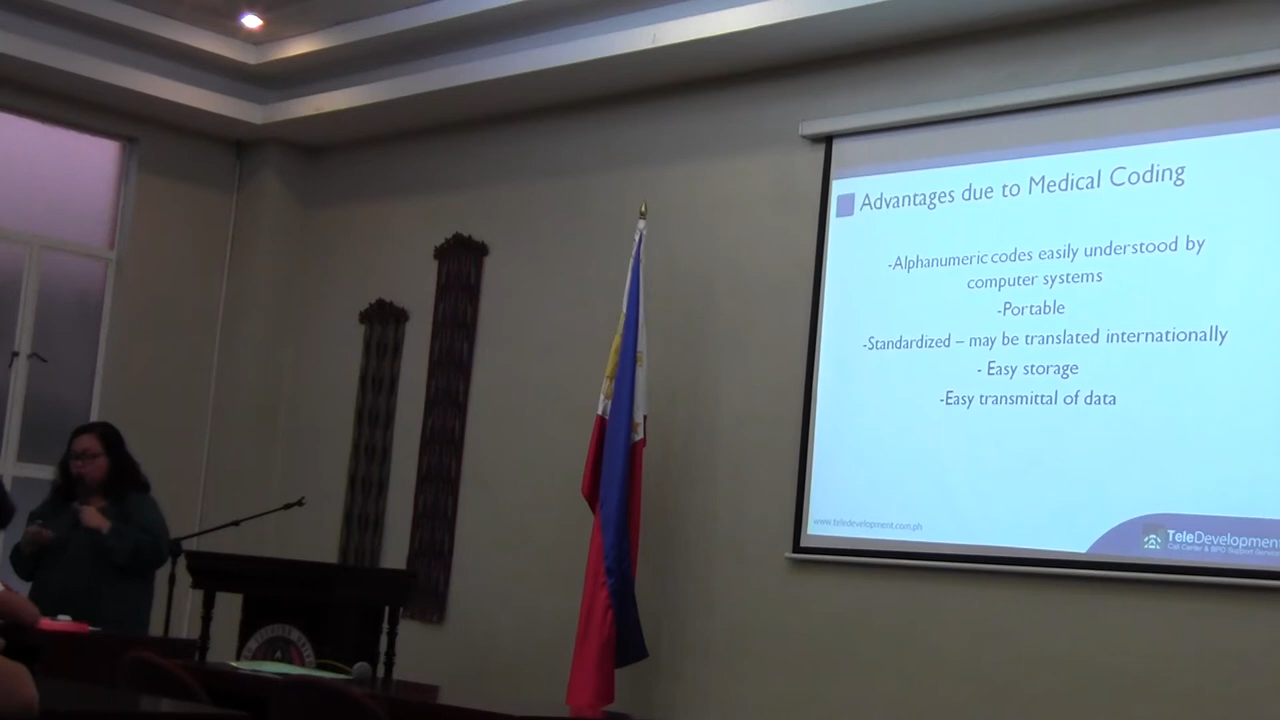 Advantages due to Medical Coding
-Alphanumeric codes easily understood by
computer systems
-Portable
-Standardized – may be translated internationally
- Easy storage
-Easy transmittal of data
www.teledevelopment.com.ph
TeleDevelopment
Call Center & BPO Support Services